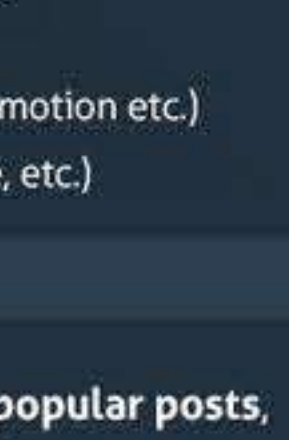 motion etc.)
, etc.)
popular posts,